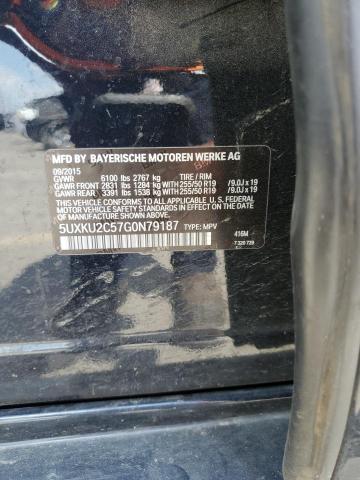 MFD BY BAYERISCHE MOTOREN WERKE AG
09/2015
GVWR 6100 lbs 2767 kg TIRE / RIM
GAWR FRONT 2831 lbs 1284 kg WITH 255/50 R19 /9.0J x 19
GAWR REAR 3391 lbs 1538 kg WITH 255/50 R19 /9.0J x 19
THIS VEHICLE CONFORMS TO ALL APPLICABLE U. S. FEDERAL
MOTOR VEHICLE SAFETY STANDARDS IN EFFECT ON
THE DATE OF MANUFACTURE SHOWN ABOVE.
5UXKU2C57G0N79187 TYPE: MPV
416M
7 320 729